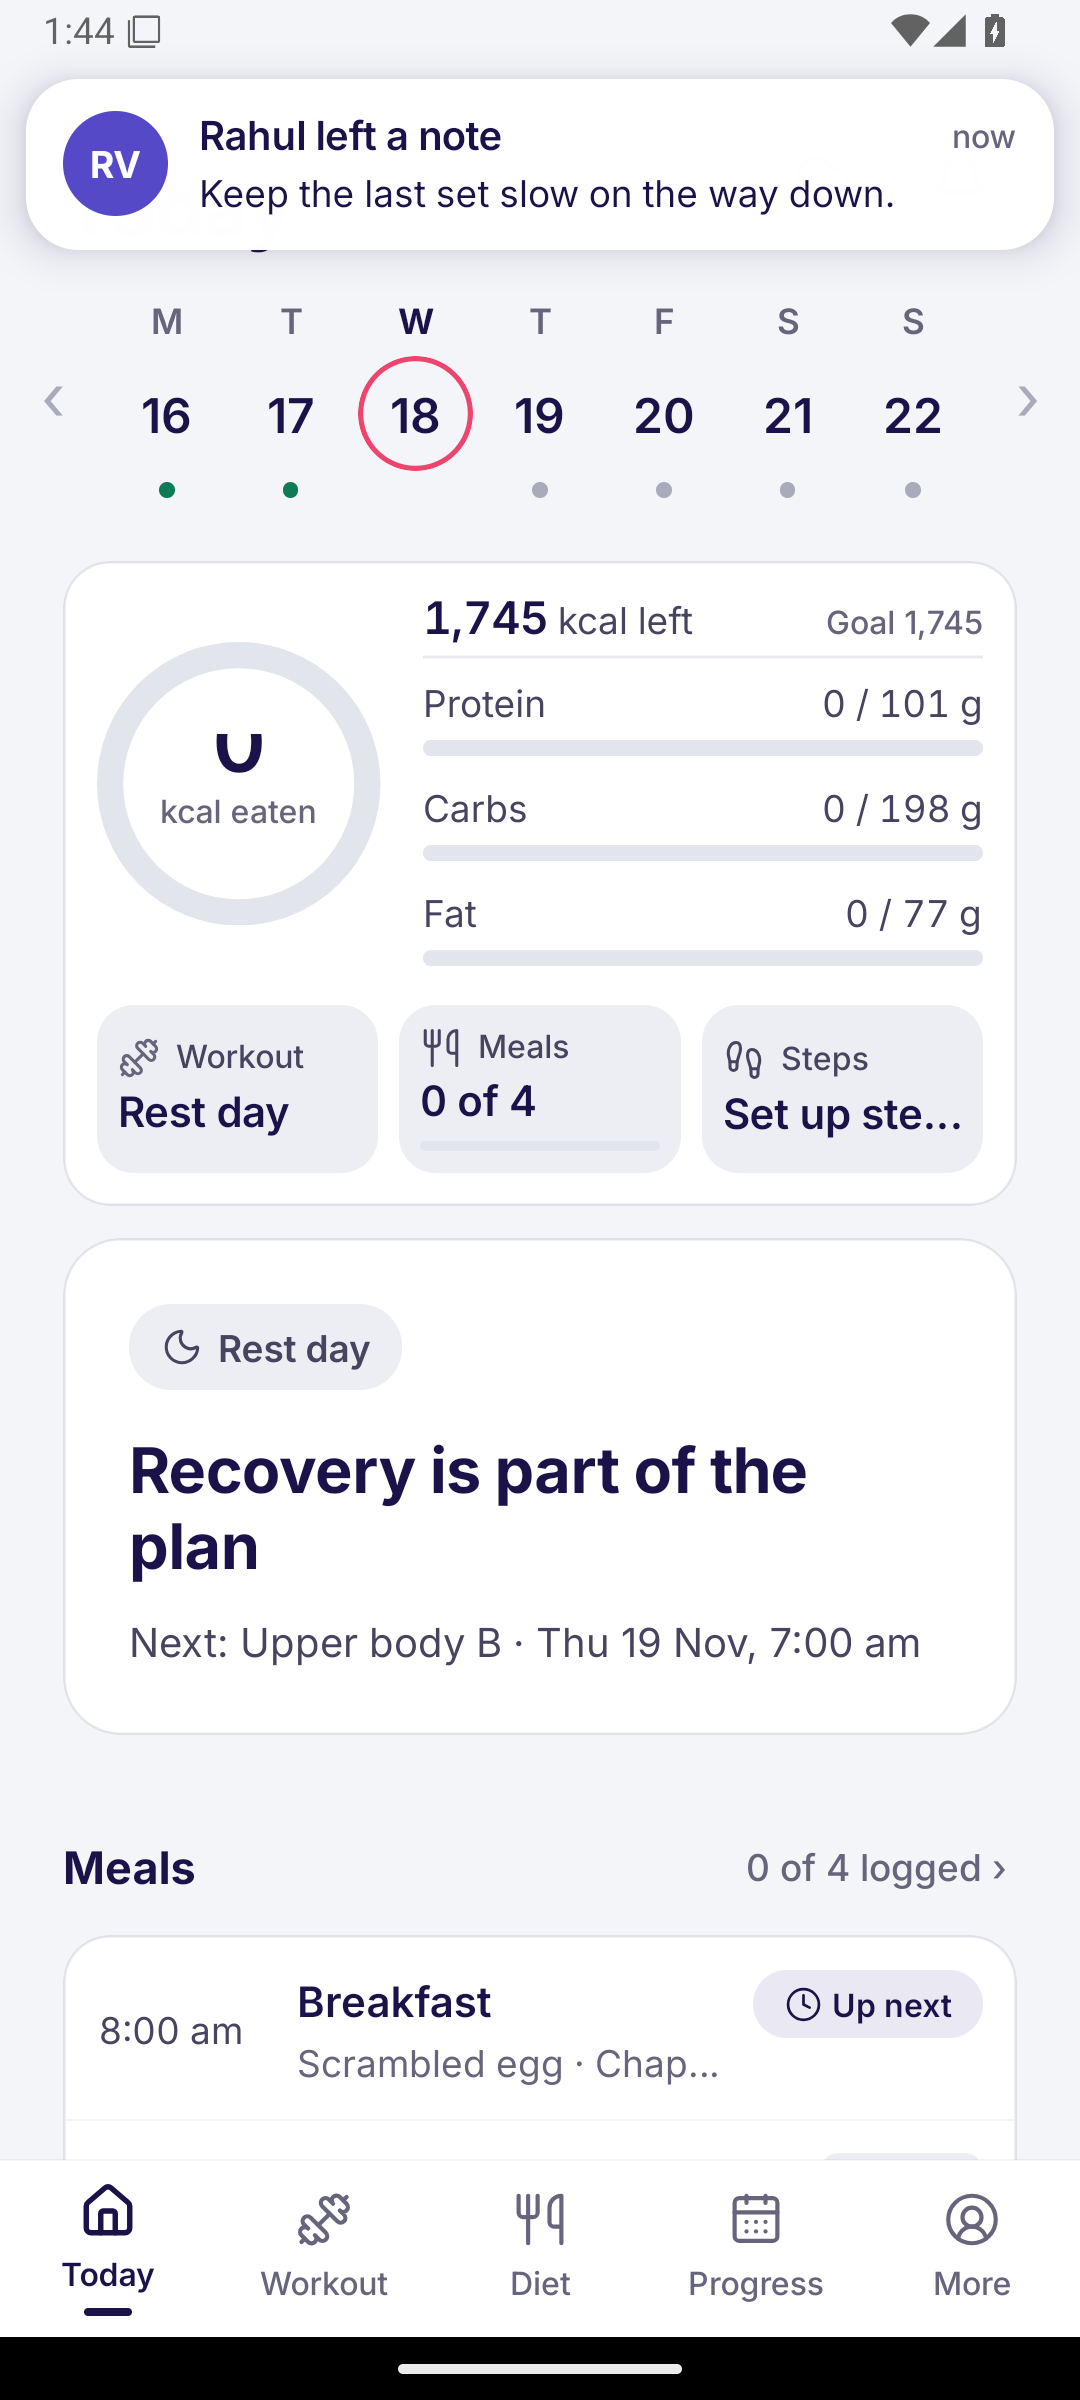 1:44
RV
Rahul left a note
now
Keep the last set slow on the way down.
M T W T F S S
‹ 16 17 18 19 20 21 22 ›
1,745 kcal left
Goal 1,745
Protein 0 / 101 g
kcal eaten
Carbs 0 / 198 g
Fat 0 / 77 g
Workout
Rest day
Meals
0 of 4
Steps
Set up ste...
Rest day
Recovery is part of the
plan
Next: Upper body B · Thu 19 Nov, 7:00 am
Meals
0 of 4 logged ›
8:00 am
Breakfast
Scrambled egg · Chap...
Up next
Today
Workout
Diet
Progress
More